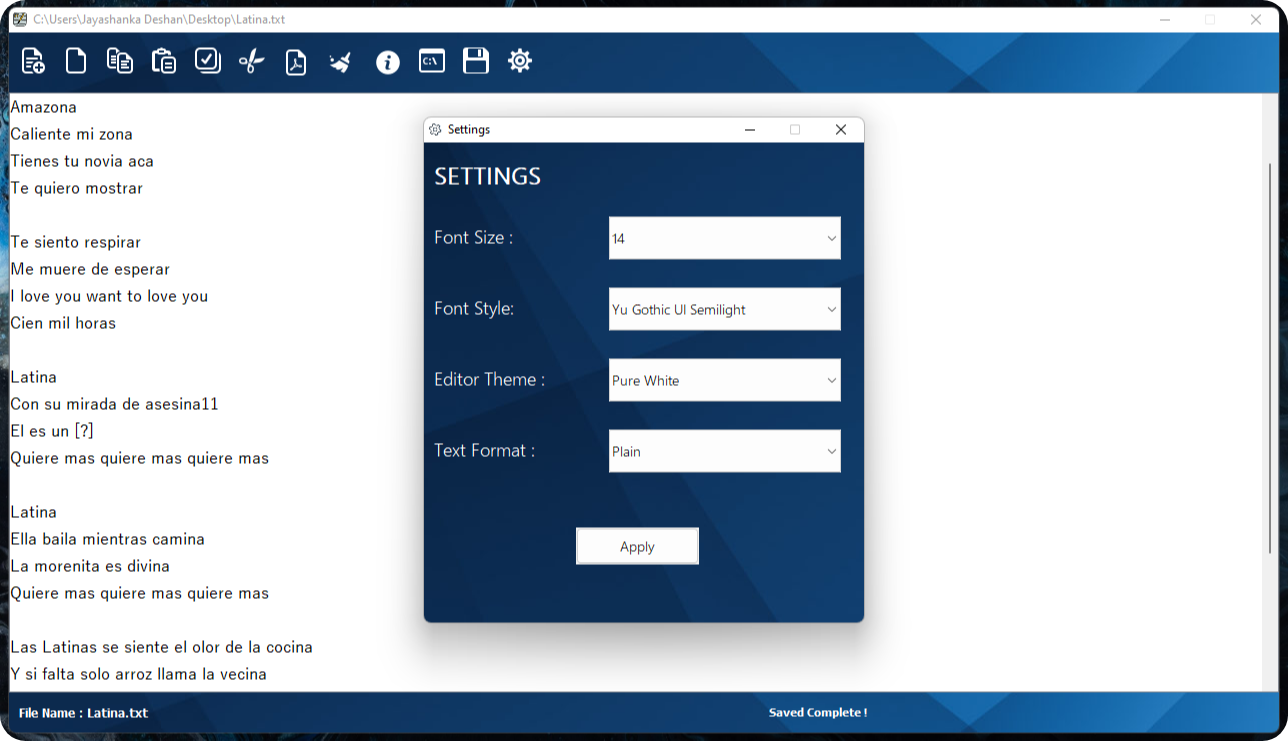 C:\Users\Jayashanka Deshan\Desktop\Latina.txt
C:\
Amazona
Caliente mi zona
Tienes tu novia aca
Te quiero mostrar
Te siento respirar
Me muere de esperar
I love you want to love you
Cien mil horas
Latina
Con su mirada de asesina11
El es un [?]
Quiere mas quiere mas quiere mas
Latina
Ella baila mientras camina
La morenita es divina
Quiere mas quiere mas quiere mas
Las Latinas se siente el olor de la cocina
Y si falta solo arroz llama la vecina
Settings
SETTINGS
Font Size : 14
Font Style: Yu Gothic UI Semilight
Editor Theme : Pure White
Text Format : Plain
Apply
File Name : Latina.txt
Saved Complete !